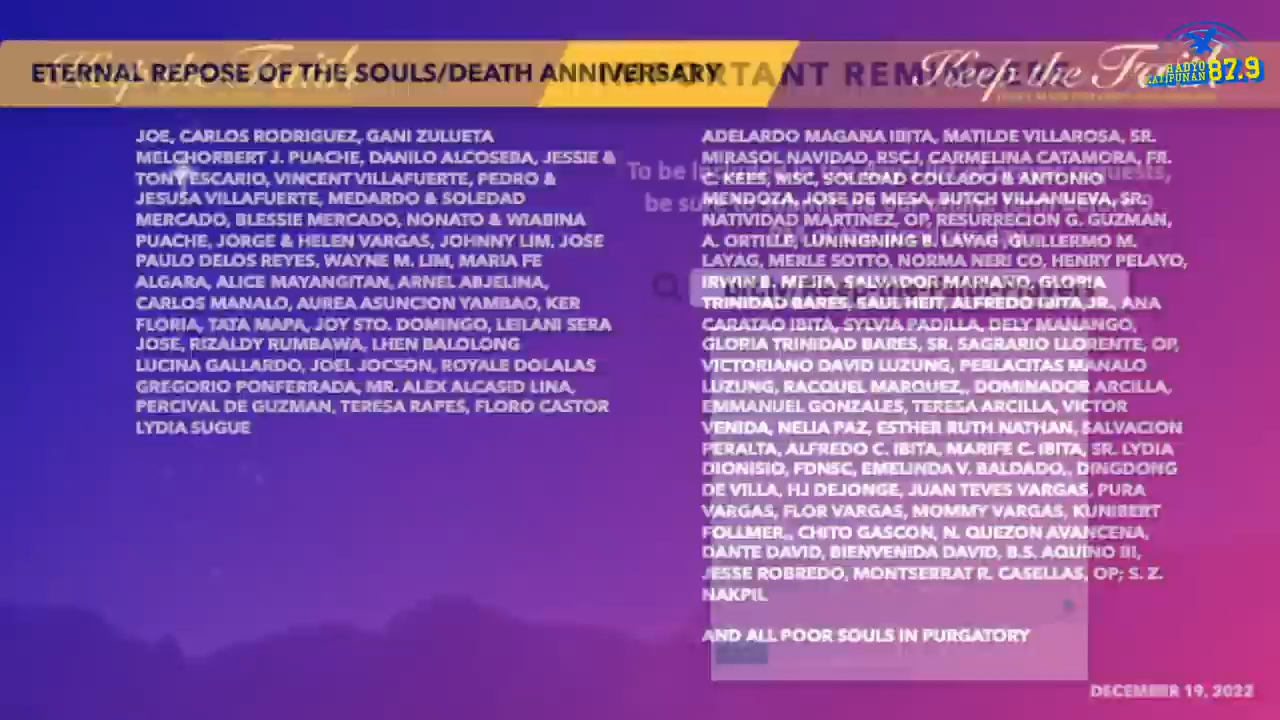 ETERNAL REPOSE OF THE SOULS/DEATH ANNIVERSARY
Keep the Faith
Keep the Faith
RADYO KATIPUNAN 87.9
JOE, CARLOS RODRIGUEZ, GANI ZULUETA
MELCHORBERT J. PUACHE, DANILO ALCOSEBA, JESSIE &
TONY ESCARIO, VINCENT VILLAFUERTE, PEDRO &
JESUSA VILLAFUERTE, MEDARDO & SOLEDAD
MERCADO, BLESSIE MERCADO, NONATO & WIABINA
PUACHE, JORGE & HELEN VARGAS, JOHNNY LIM, JOSE
PAULO DELOS REYES, WAYNE M. LIM, MARIA FE
ALGARA, ALICE MAYANGITAN, ARNEL ABJELINA,
CARLOS MANALO, AUREA ASUNCION YAMBAO, KER
FLORIA, TATA MAPA, JOY STO. DOMINGO, LEILANI SERA
JOSE, RIZALDY RUMBAWA, LHEN BALOLONG
LUCINA GALLARDO, JOEL JOCSON, ROYALE DOLALAS
GREGORIO PONFERRADA, MR. ALEX ALCASID LINA,
PERCIVAL DE GUZMAN, TERESA RAFES, FLORO CASTOR
LYDIA SUGUE
ADELARDO MAGANA IBITA, MATILDE VILLAROSA, SR.
MIRASOL NAVIDAD, RSCJ, CARMELINA CATAMORA, FR.
C. KEES, MSC, SOLEDAD COLLADO & ANTONIO
MENDOZA, JOSE DE MESA, BUTCH VILLANUEVA, SR.
NATIVIDAD MARTINEZ, OP, RESURRECION G. GUZMAN,
A. ORTILLE, LUNINGNING B. LAYAG ,GUILLERMO M.
LAYAG, MERLE SOTTO, NORMA NERI CO, HENRY PELAYO,
IRWIN B. MEJIA, SALVADOR MARIANO, GLORIA
TRINIDAD BARES, SAUL HEIT, ALFREDO IBITA JR., ANA
CARATAO IBITA, SYLVIA PADILLA, DELY MANANGO,
GLORIA TRINIDAD BARES, SR. SAGRARIO LLORENTE, OP,
VICTORIANO DAVID LUZUNG, PERLACITAS MANALO
LUZUNG, RACQUEL MARQUEZ,, DOMINADOR ARCILLA,
EMMANUEL GONZALES, TERESA ARCILLA, VICTOR
VENIDA, NELIA PAZ, ESTHER RUTH NATHAN, SALVACION
PERALTA, ALFREDO C. IBITA, MARIFE C. IBITA, SR. LYDIA
DIONISIO, FDNSC, EMELINDA V. BALDADO,, DINGDONG
DE VILLA, HJ DEJONGE, JUAN TEVES VARGAS, PURA
VARGAS, FLOR VARGAS, MOMMY VARGAS, KUNIBERT
FOLLMER,, CHITO GASCON, N. QUEZON AVANCENA,
DANTE DAVID, BIENVENIDA DAVID, B.S. AQUINO III,
JESSE ROBREDO, MONTSERRAT R. CASELLAS, OP; S. Z.
NAKPIL
AND ALL POOR SOULS IN PURGATORY
DECEMBER 19, 2022